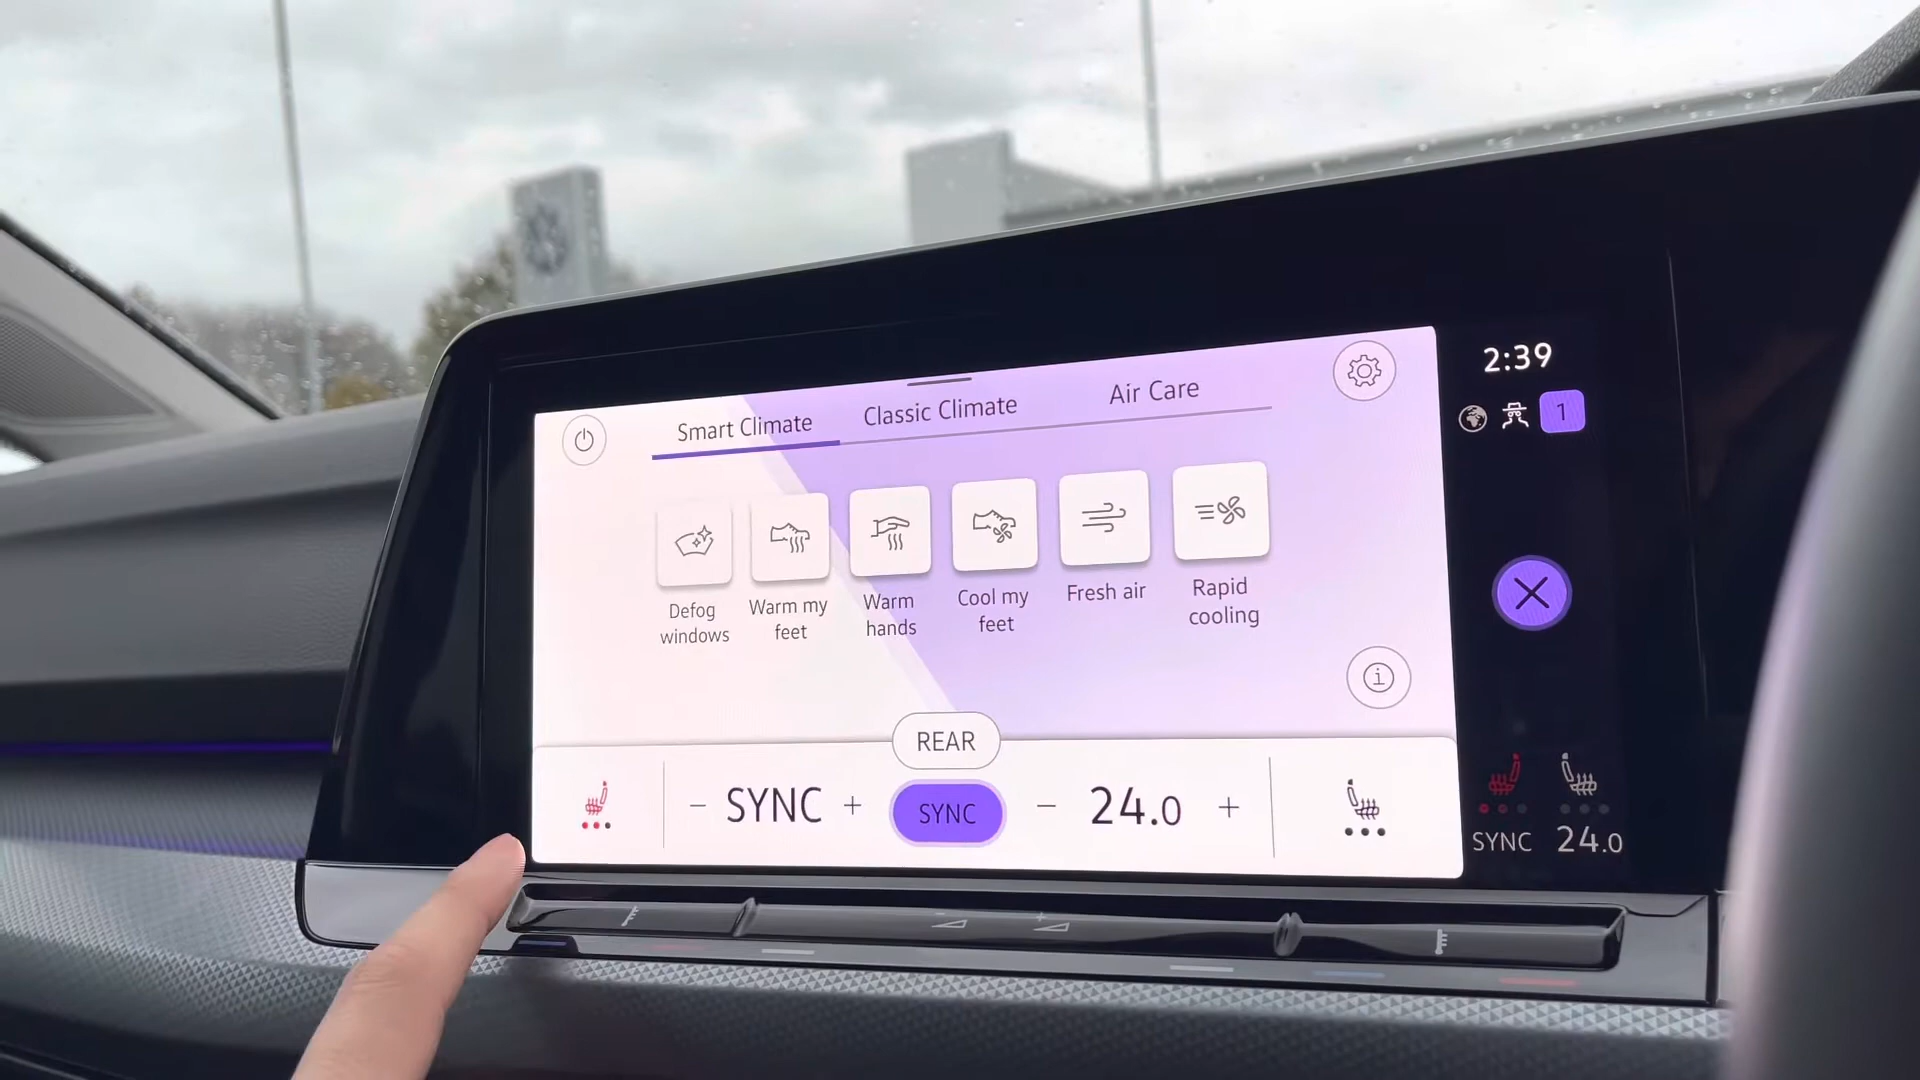 2:39
1
Smart Climate
Classic Climate
Air Care
Defog
windows
Warm my
feet
Warm
hands
Cool my
feet
Fresh air
Rapid
cooling
REAR
- SYNC +
SYNC
- 24.0 +
SYNC
24.0